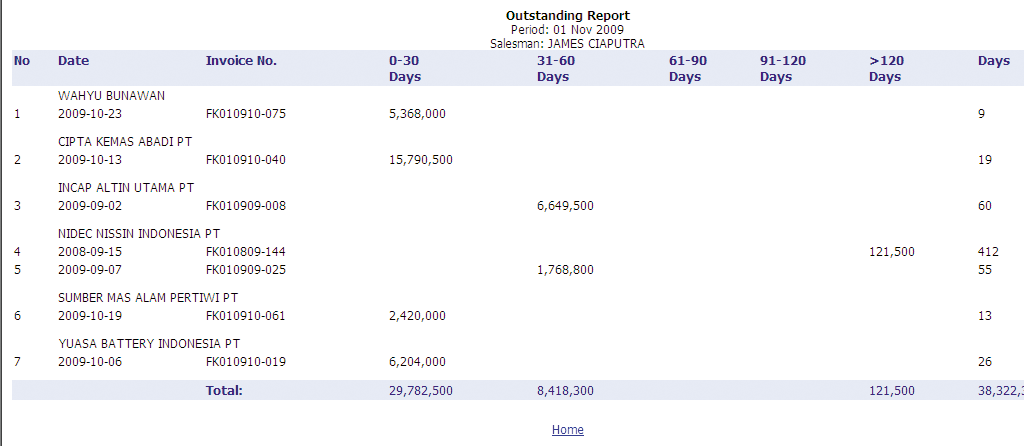 Outstanding Report
Period: 01 Nov 2009
Salesman: JAMES CIAPUTRA
No Date Invoice No. 0-30 Days 31-60 Days 61-90 Days 91-120 Days >120 Days Days
WAHYU BUNAWAN
1 2009-10-23 FK010910-075 5,368,000 9
CIPTA KEMAS ABADI PT
2 2009-10-13 FK010910-040 15,790,500 19
INCAP ALTIN UTAMA PT
3 2009-09-02 FK010909-008 6,649,500 60
NIDEC NISSIN INDONESIA PT
4 2008-09-15 FK010809-144 121,500 412
5 2009-09-07 FK010909-025 1,768,800 55
SUMBER MAS ALAM PERTIWI PT
6 2009-10-19 FK010910-061 2,420,000 13
YUASA BATTERY INDONESIA PT
7 2009-10-06 FK010910-019 6,204,000 26
Total: 29,782,500 8,418,300 121,500
Home